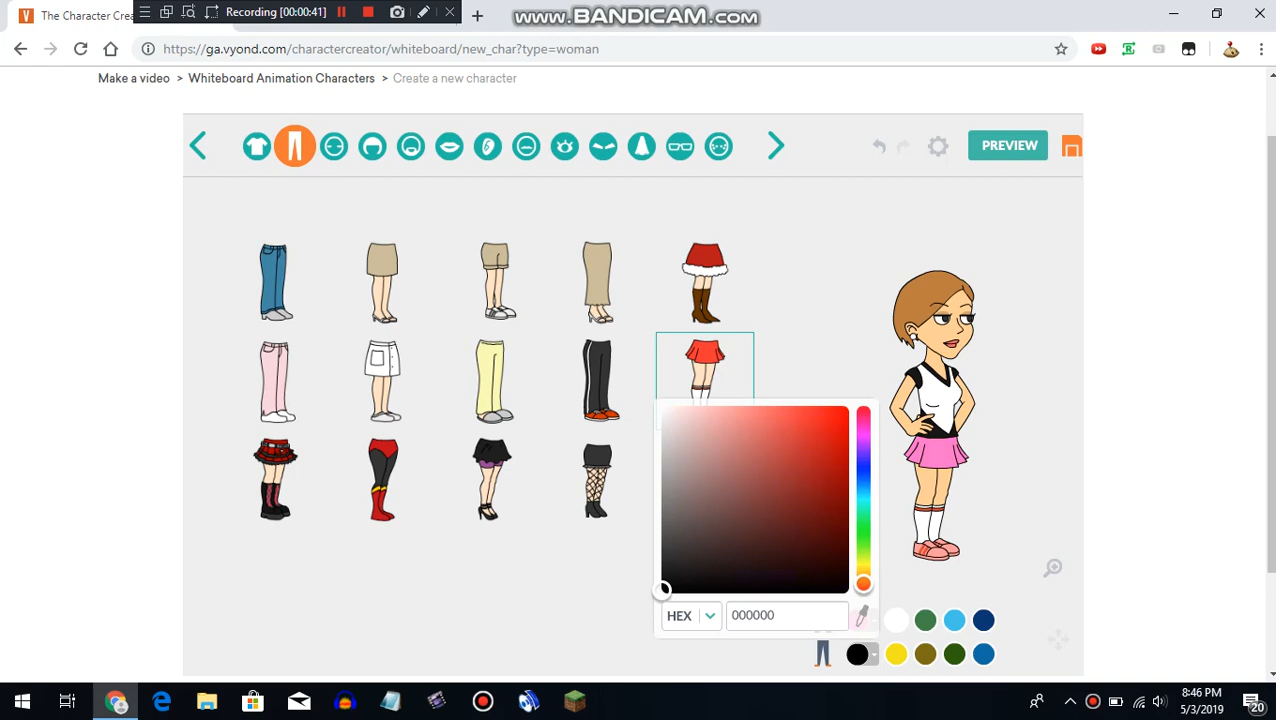 The Character Crea
Recording [00:00:41]
www.BANDICAM.com
https://ga.vyond.com/charactercreator/whiteboard/new_char?type=woman
Make a video > Whiteboard Animation Characters > Create a new character
PREVIEW
HEX
000000
8:46 PM
5/3/2019
20